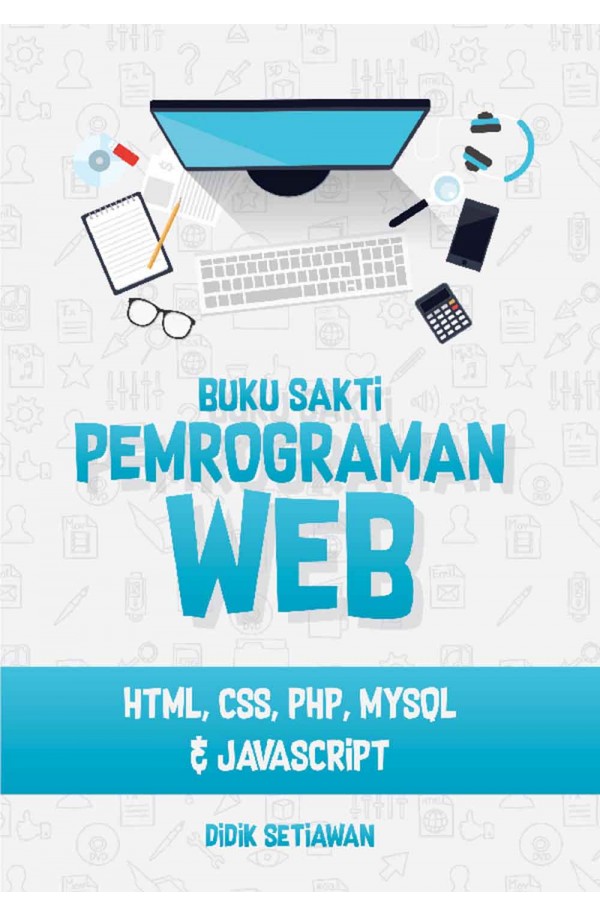 BUKU SAKTI
PEMROGRAMAN
WEB
HTML, CSS, PHP, MYSQL
& JAVASCRIPT
DIDIK SETIAWAN